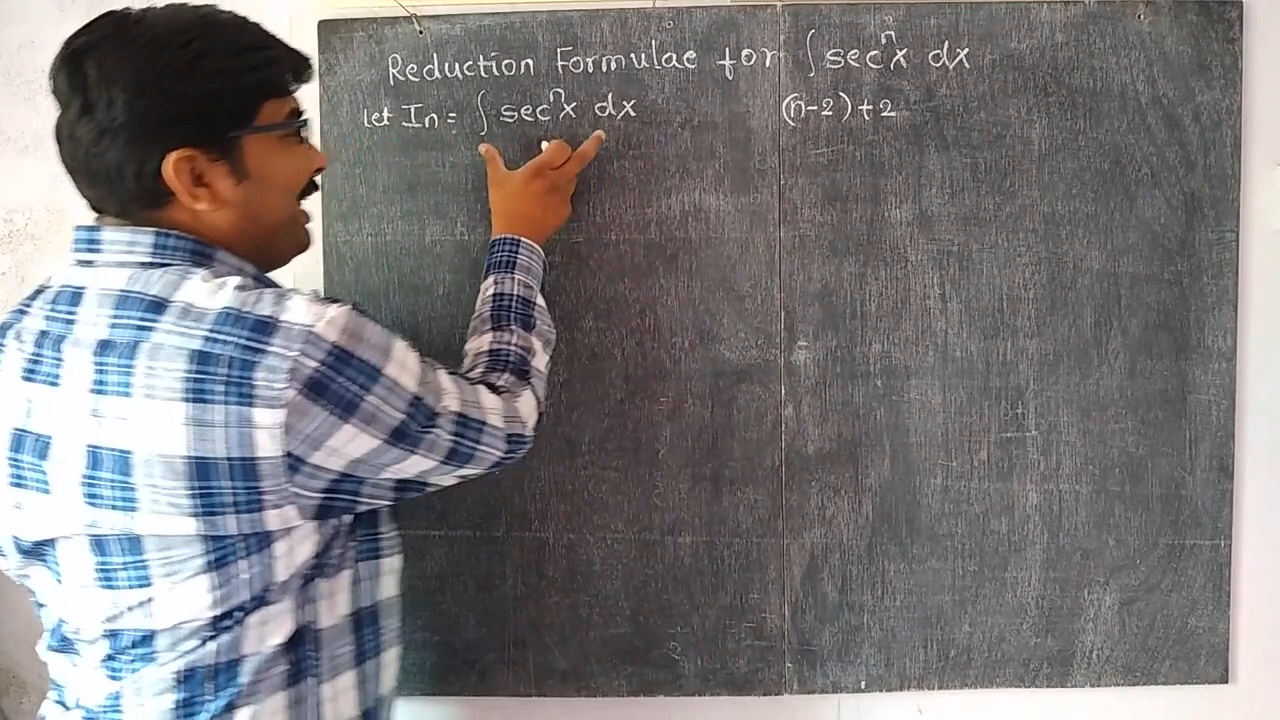 Reduction Formulae for ∫ secⁿx dx
let In = ∫ secⁿx dx
(n-2)+2